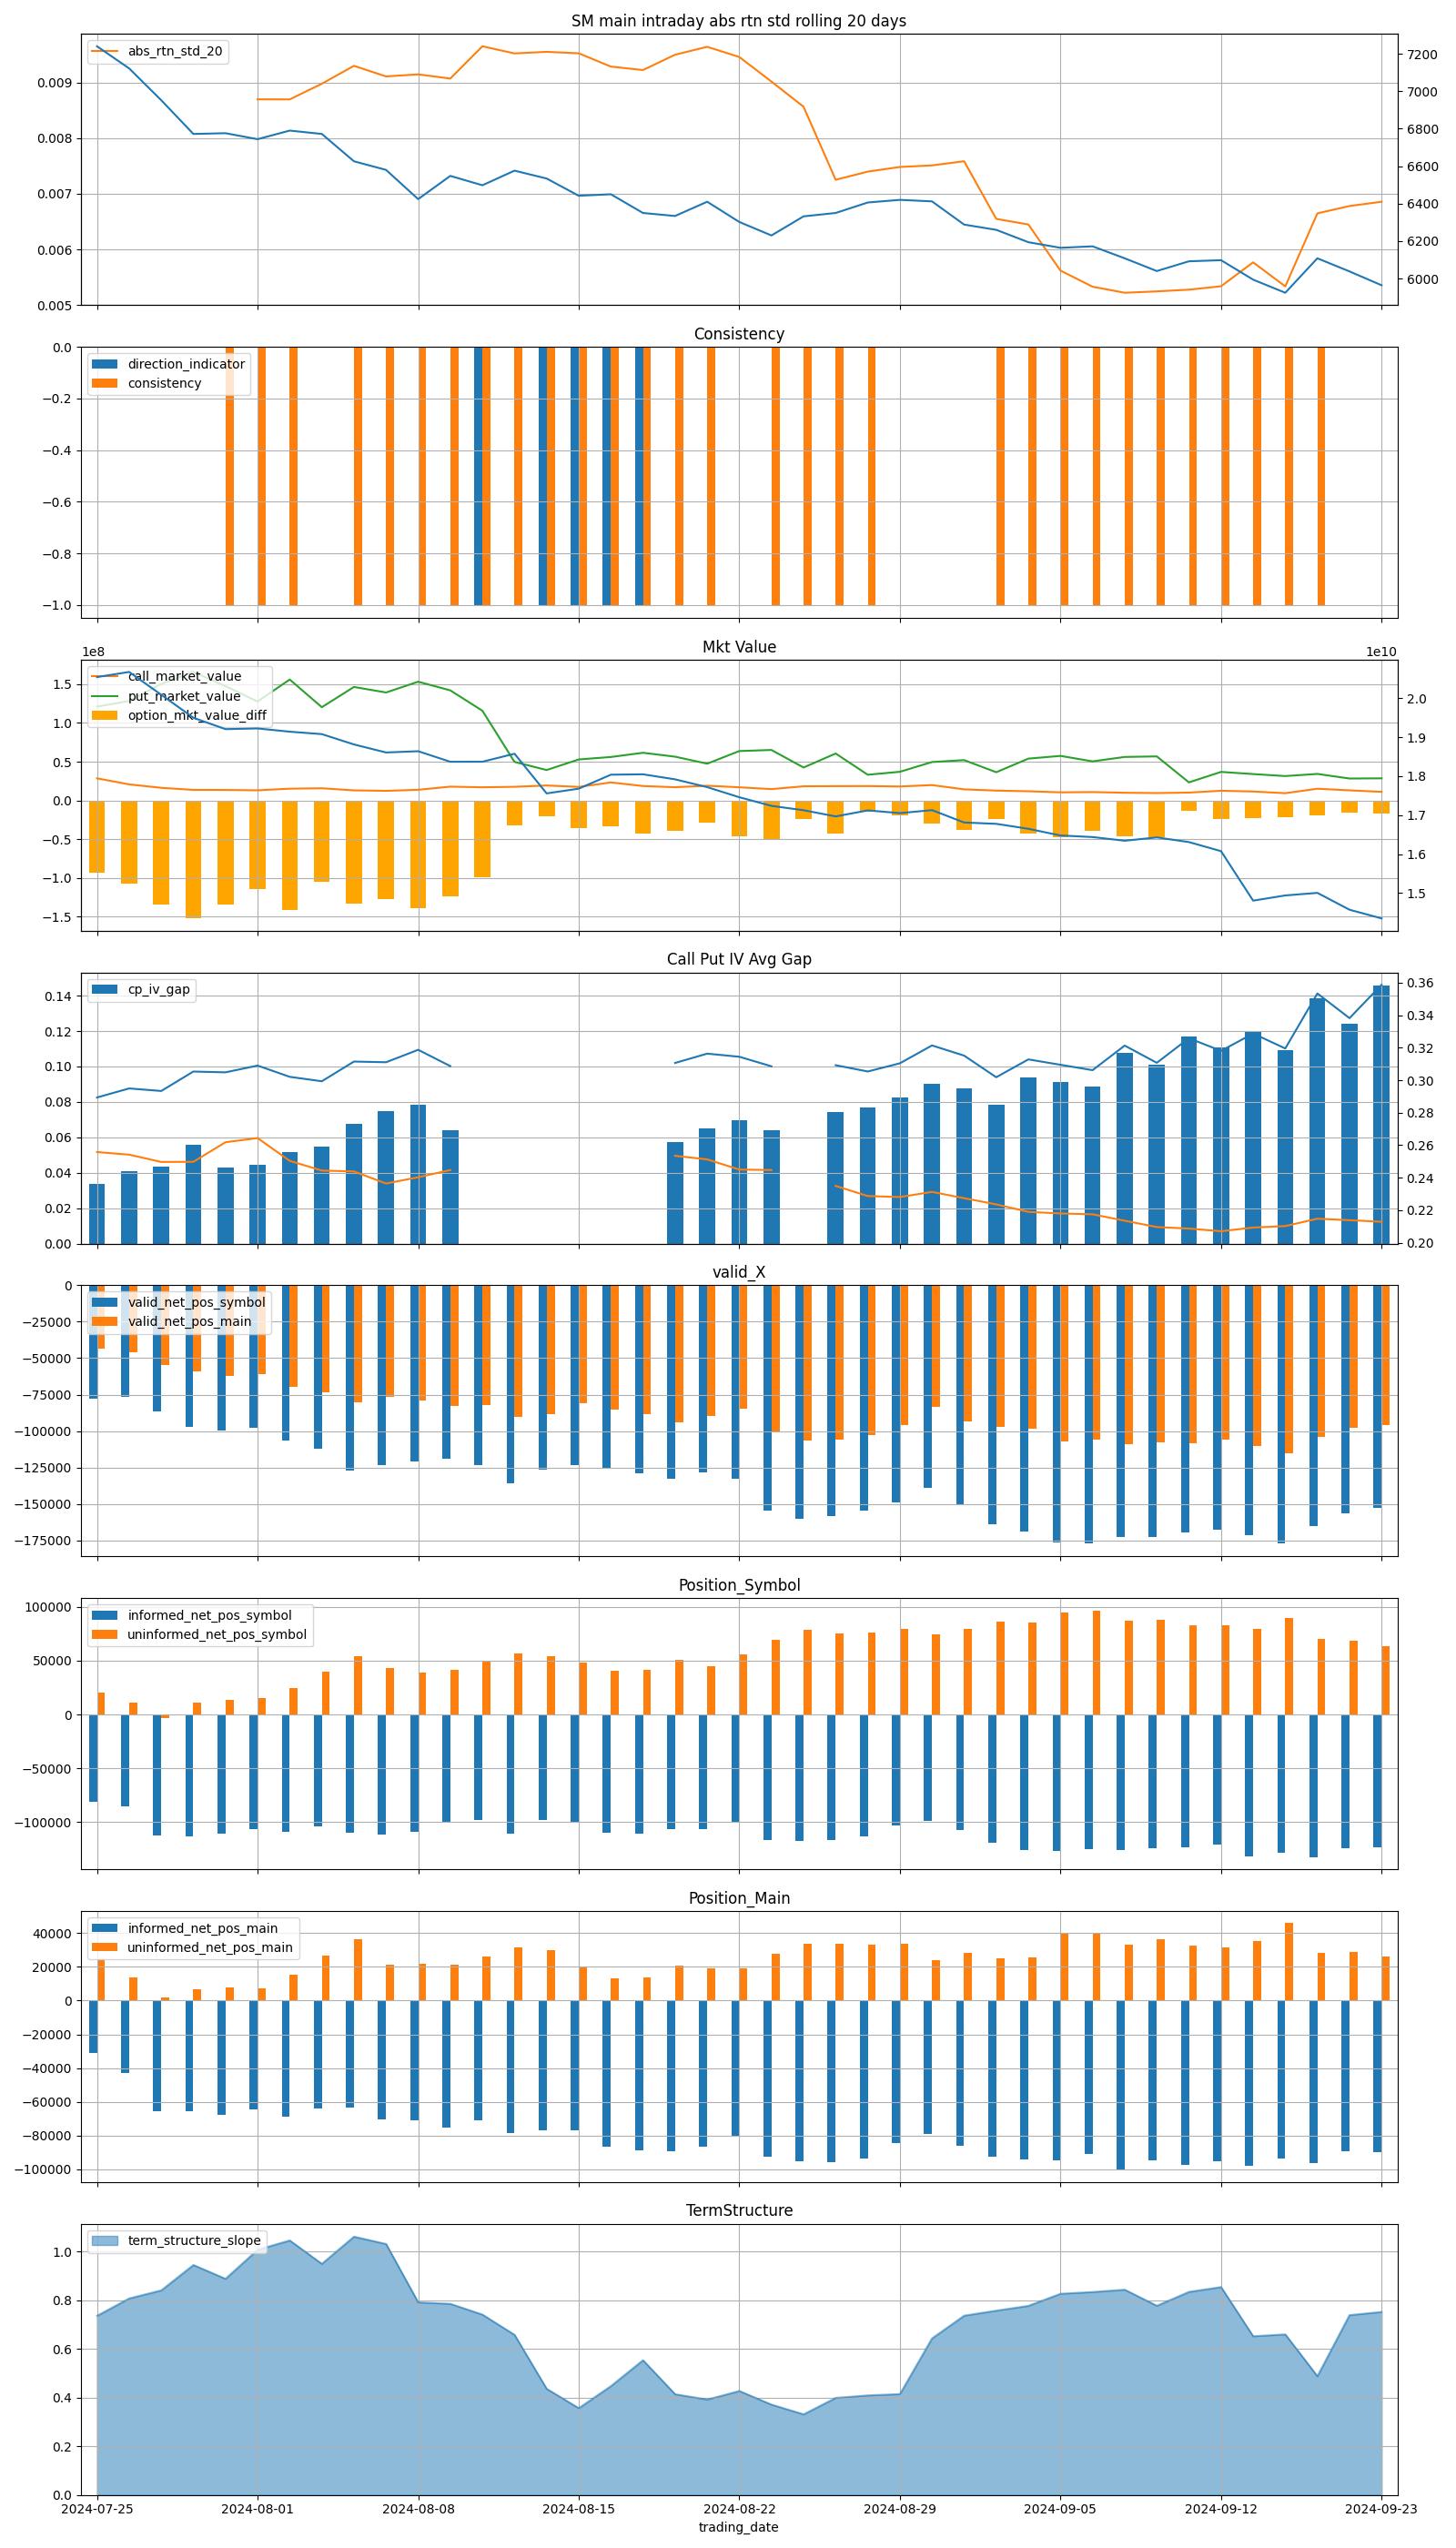 SM main intraday abs rtn std rolling 20 days
abs_rtn_std_20
0.009
0.008
0.007
0.006
0.005
7200
7000
6800
6600
6400
6200
6000
Consistency
direction_indicator
consistency
0.0
−0.2
−0.4
−0.6
−0.8
−1.0
Mkt Value
1e8
1e10
call_market_value
put_market_value
option_mkt_value_diff
1.5
1.0
0.5
0.0
−0.5
−1.0
−1.5
2.0
1.9
1.8
1.7
1.6
1.5
Call Put IV Avg Gap
cp_iv_gap
0.14
0.12
0.10
0.08
0.06
0.04
0.02
0.00
0.36
0.34
0.32
0.30
0.28
0.26
0.24
0.22
0.20
valid_X
valid_net_pos_symbol
valid_net_pos_main
0
−25000
−50000
−75000
−100000
−125000
−150000
−175000
Position_Symbol
informed_net_pos_symbol
uninformed_net_pos_symbol
100000
50000
0
−50000
−100000
Position_Main
informed_net_pos_main
uninformed_net_pos_main
40000
20000
0
−20000
−40000
−60000
−80000
−100000
TermStructure
term_structure_slope
1.0
0.8
0.6
0.4
0.2
0.0
2024-07-25 2024-08-01 2024-08-08 2024-08-15 2024-08-22 2024-08-29 2024-09-05 2024-09-12 2024-09-23
trading_date